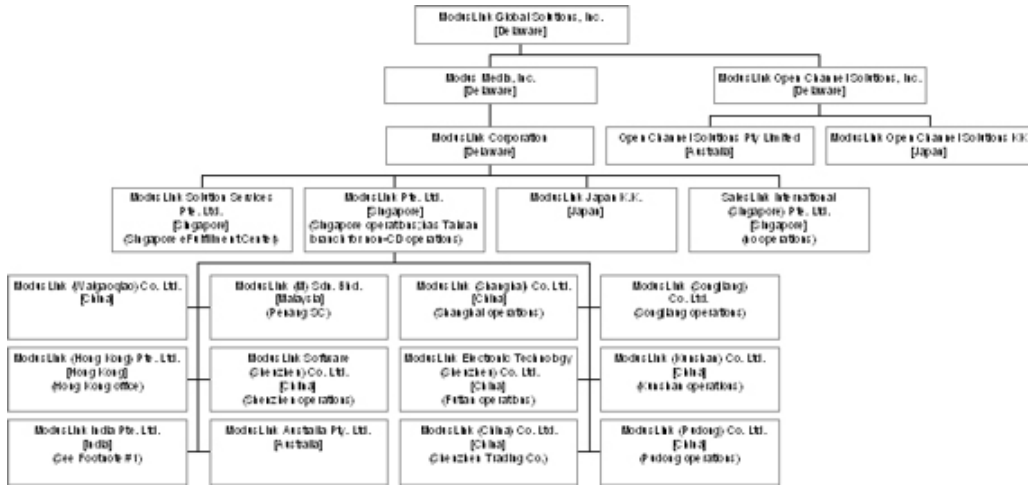 ModusLink Global Solutions, Inc.
[Delaware]
Modus Media, Inc.
[Delaware]
ModusLink Open Channel Solutions, Inc.
[Delaware]
ModusLink Corporation
[Delaware]
Open Channel Solutions Pty Limited
[Australia]
ModusLink Open Channel Solutions K.K.
[Japan]
ModusLink Solution Services
Pte. Ltd.
[Singapore]
(Singapore eFulfillment Center)
ModusLink Pte. Ltd.
[Singapore]
(Singapore operations; has Taiwan
branch for non-CD operations)
ModusLink Japan K.K.
[Japan]
SalesLink International
(Singapore) Pte. Ltd.
[Singapore]
(no operations)
ModusLink (Waigaoqiao) Co. Ltd.
[China]
ModusLink (M) Sdn. Bhd.
[Malaysia]
(Penang SC)
ModusLink (Shanghai) Co. Ltd.
[China]
(Shanghai operations)
ModusLink (Songjiang)
Co. Ltd.
(Songjiang operations)
ModusLink (Hong Kong) Pte. Ltd.
[Hong Kong]
(Hong Kong office)
ModusLink Software
(Shenzhen) Co. Ltd.
[China]
(Shenzhen operations)
ModusLink Electronic Technology
(Shenzhen) Co. Ltd.
[China]
(Futian operations)
ModusLink (Kunshan) Co. Ltd.
[China]
(Kunshan operations)
ModusLink India Pte. Ltd.
[India]
(See Footnote #1)
ModusLink Australia Pty. Ltd.
[Australia]
ModusLink (China) Co. Ltd.
[China]
(Shenzhen Trading Co.)
ModusLink (Pudong) Co. Ltd.
[China]
(Pudong operations)